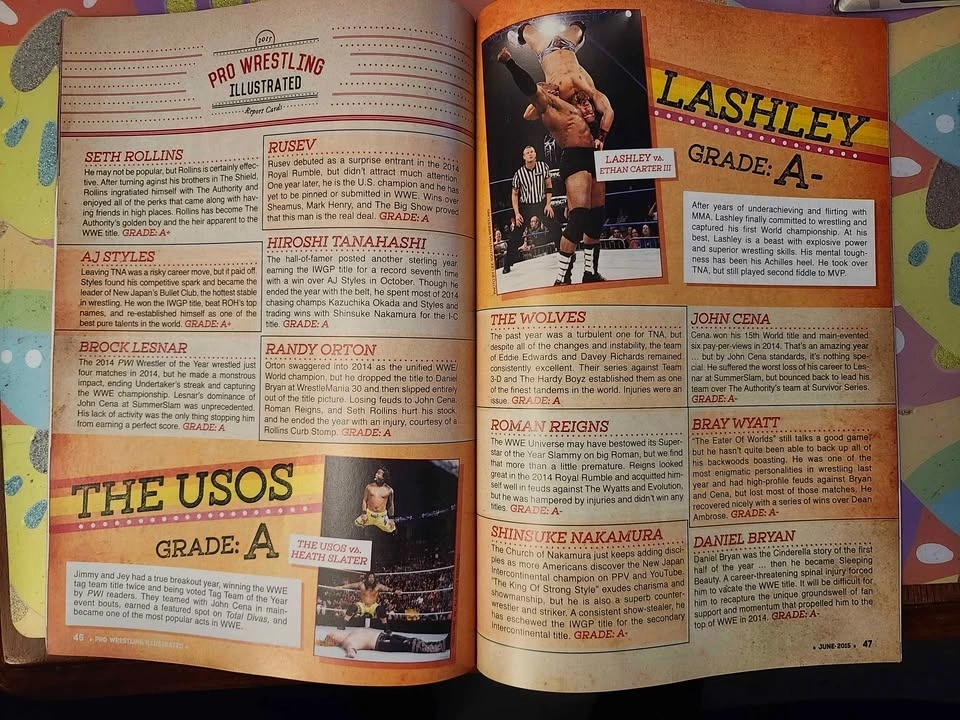 2015
PRO WRESTLING
ILLUSTRATED
Report Cards
SETH ROLLINS
He may not be popular, but Rollins is certainly effec-
tive. After turning against his brothers in The Shield,
Rollins ingratiated himself with The Authority and
enjoyed all of the perks that came along with hav-
ing friends in high places. Rollins has become The
Authority's golden boy and the heir apparent to the
WWE title. GRADE: A+
AJ STYLES
Leaving TNA was a risky career move, but it paid off.
Styles found his competitive spark and became the
leader of New Japan's Bullet Club, the hottest stable
in wrestling. He won the IWGP title, beat ROH's top
names, and re-established himself as one of the
best pure talents in the world. GRADE: A+
BROCK LESNAR
The 2014 PWI Wrestler of the Year wrestled just
four matches in 2014, but he made a monstrous
impact, ending Undertaker's streak and capturing
the WWE championship. Lesnar's dominance of
John Cena at SummerSlam was unprecedented.
His lack of activity was the only thing stopping him
from earning a perfect score. GRADE: A
RUSEV
Rusev debuted as a surprise entrant in the 2014
Royal Rumble, but didn't attract much attention.
One year later, he is the U.S. champion and he has
yet to be pinned or submitted in WWE. Wins over
Sheamus, Mark Henry, and The Big Show proved
that this man is the real deal. GRADE: A
HIROSHI TANAHASHI
The hall-of-famer posted another sterling year,
earning the IWGP title for a record seventh time
with a win over AJ Styles in October. Though he
ended the year with the belt, he spent most of 2014
chasing champs Kazuchika Okada and Styles and
trading wins with Shinsuke Nakamura for the I-C
title. GRADE: A
RANDY ORTON
Orton swaggered into 2014 as the unified WWE/
World champion, but he dropped the title to Daniel
Bryan at WrestleMania 30 and then slipped entirely
out of the title picture. Losing feuds to John Cena,
Roman Reigns, and Seth Rollins hurt his stock,
and he ended the year with an injury, courtesy of a
Rollins Curb Stomp. GRADE: A
THE USOS
GRADE: A
THE USOS vs.
HEATH SLATER
Jimmy and Jey had a true breakout year, winning the WWE
tag team title twice and being voted Tag Team of the Year
by PWI readers. They teamed with John Cena in main-
event bouts, earned a featured spot on Total Divas, and
became one of the most popular acts in WWE.
46 • PRO WRESTLING ILLUSTRATED •
LASHLEY
GRADE: A-
LASHLEY vs.
ETHAN CARTER III
After years of underachieving and flirting with
MMA, Lashley finally committed to wrestling and
captured his first World championship. At his
best, Lashley is a beast with explosive power
and superior wrestling skills. His mental tough-
ness has been his Achilles heel. He took over
TNA, but still played second fiddle to MVP.
THE WOLVES
The past year was a turbulent one for TNA, but
despite all of the changes and instability, the team
of Eddie Edwards and Davey Richards remained
consistently excellent. Their series against Team
3-D and The Hardy Boyz established them as one
of the finest tandems in the world. Injuries were an
issue. GRADE: A
ROMAN REIGNS
The WWE Universe may have bestowed its Super-
star of the Year Slammy on big Roman, but we find
that more than a little premature. Reigns looked
great in the 2014 Royal Rumble and acquitted him-
self well in feuds against The Wyatts and Evolution,
but he was hampered by injuries and didn't win any
titles. GRADE: A-
SHINSUKE NAKAMURA
The Church of Nakamura just keeps adding disci-
ples as more Americans discover the New Japan
Intercontinental champion on PPV and YouTube.
"The King Of Strong Style" exudes charisma and
showmanship, but he is also a superb counter-
wrestler and striker. A consistent show-stealer, he
has eschewed the IWGP title for the secondary
intercontinental title. GRADE: A-
JOHN CENA
Cena won his 15th World title and main-evented
six pay-per-views in 2014. That's an amazing year
... but by John Cena standards, it's nothing spe-
cial. He suffered the worst loss of his career to Les-
nar at SummerSlam, but bounced back to lead his
team over The Authority's team at Survivor Series.
GRADE: A-
BRAY WYATT
"The Eater Of Worlds" still talks a good game,
but he hasn't quite been able to back up all of
his backwoods boasting. He was one of the
most enigmatic personalities in wrestling last
year and had high-profile feuds against Bryan
and Cena, but lost most of those matches. He
recovered nicely with a series of wins over Dean
Ambrose. GRADE: A-
DANIEL BRYAN
Daniel Bryan was the Cinderella story of the first
half of the year ... then he became Sleeping
Beauty. A career-threatening spinal injury forced
him to vacate the WWE title. It will be difficult for
him to recapture the unique groundswell of fan
support and momentum that propelled him to the
top of WWE in 2014. GRADE: A-
• JUNE•2015 • 47